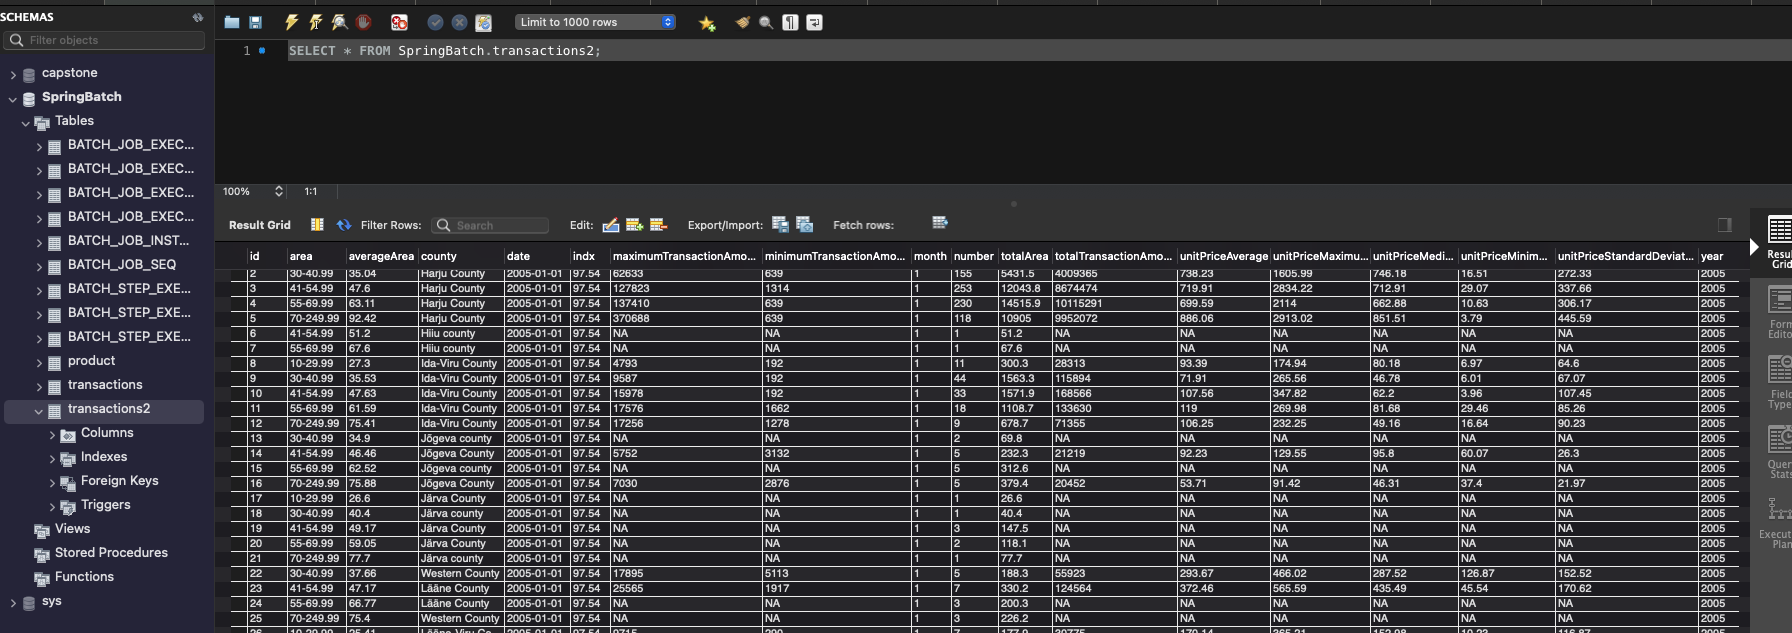 SCHEMAS
Filter objects
capstone
SpringBatch
Tables
BATCH_JOB_EXEC...
BATCH_JOB_EXEC...
BATCH_JOB_EXEC...
BATCH_JOB_EXEC...
BATCH_JOB_INST...
BATCH_JOB_SEQ
BATCH_STEP_EXE...
BATCH_STEP_EXE...
BATCH_STEP_EXE...
product
transactions
transactions2
Columns
Indexes
Foreign Keys
Triggers
Views
Stored Procedures
Functions
sys
Limit to 1000 rows
1 SELECT * FROM SpringBatch.transactions2;
100% 1:1
Result Grid Filter Rows: Search Edit: Export/Import: Fetch rows:
id area averageArea county date indx maximumTransactionAmo... minimumTransactionAmo... month number totalArea totalTransactionAmo... unitPriceAverage unitPriceMaximu... unitPriceMedi... unitPriceMinim... unitPriceStandardDeviat... year
2 30-40.99 35.04 Harju County 2005-01-01 97.54 62633 639 1 155 5431.5 4009365 738.23 1605.99 746.18 16.51 272.33 2005
3 41-54.99 47.6 Harju County 2005-01-01 97.54 127823 1314 1 253 12043.8 8674474 719.91 2834.22 712.91 29.07 337.66 2005
4 55-69.99 63.11 Harju County 2005-01-01 97.54 137410 639 1 230 14515.9 10115291 699.59 2114 662.88 10.63 306.17 2005
5 70-249.99 92.42 Harju County 2005-01-01 97.54 370688 639 1 118 10905 9952072 886.06 2913.02 851.51 3.79 445.59 2005
6 41-54.99 51.2 Hiiu county 2005-01-01 97.54 NA NA 1 1 51.2 NA NA NA NA NA NA 2005
7 55-69.99 67.6 Hiiu county 2005-01-01 97.54 NA NA 1 1 67.6 NA NA NA NA NA NA 2005
8 10-29.99 27.3 Ida-Viru County 2005-01-01 97.54 4793 192 1 11 300.3 28313 93.39 174.94 80.18 6.97 64.6 2005
9 30-40.99 35.53 Ida-Viru County 2005-01-01 97.54 9587 192 1 44 1563.3 115894 71.91 265.56 46.78 6.01 67.07 2005
10 41-54.99 47.63 Ida-Viru County 2005-01-01 97.54 15978 192 1 33 1571.9 168566 107.56 347.82 62.2 3.96 107.45 2005
11 55-69.99 61.59 Ida-Viru County 2005-01-01 97.54 17576 1662 1 18 1108.7 133630 119 269.98 81.68 29.46 85.26 2005
12 70-249.99 75.41 Ida-Viru County 2005-01-01 97.54 17256 1278 1 9 678.7 71355 106.25 232.25 49.16 16.64 90.23 2005
13 30-40.99 34.9 Jõgeva county 2005-01-01 97.54 NA NA 1 2 69.8 NA NA NA NA NA NA 2005
14 41-54.99 46.46 Jõgeva County 2005-01-01 97.54 5752 3132 1 5 232.3 21219 92.23 129.55 95.8 60.07 26.3 2005
15 55-69.99 62.52 Jõgeva county 2005-01-01 97.54 NA NA 1 5 312.6 NA NA NA NA NA NA 2005
16 70-249.99 75.88 Jõgeva County 2005-01-01 97.54 7030 2876 1 5 379.4 20452 53.71 91.42 46.31 37.4 21.97 2005
17 10-29.99 26.6 Järva County 2005-01-01 97.54 NA NA 1 1 26.6 NA NA NA NA NA NA 2005
18 30-40.99 40.4 Järva county 2005-01-01 97.54 NA NA 1 1 40.4 NA NA NA NA NA NA 2005
19 41-54.99 49.17 Järva County 2005-01-01 97.54 NA NA 1 3 147.5 NA NA NA NA NA NA 2005
20 55-69.99 59.05 Järva County 2005-01-01 97.54 NA NA 1 2 118.1 NA NA NA NA NA NA 2005
21 70-249.99 77.7 Järva county 2005-01-01 97.54 NA NA 1 1 77.7 NA NA NA NA NA NA 2005
22 30-40.99 37.66 Western County 2005-01-01 97.54 17895 5113 1 5 188.3 55923 293.67 466.02 287.52 126.87 152.52 2005
23 41-54.99 47.17 Lääne County 2005-01-01 97.54 25565 1917 1 7 330.2 124564 372.46 565.59 435.49 45.54 170.62 2005
24 55-69.99 66.77 Lääne County 2005-01-01 97.54 NA NA 1 3 200.3 NA NA NA NA NA NA 2005
25 70-249.99 75.4 Western County 2005-01-01 97.54 NA NA 1 3 226.2 NA NA NA NA NA NA 2005